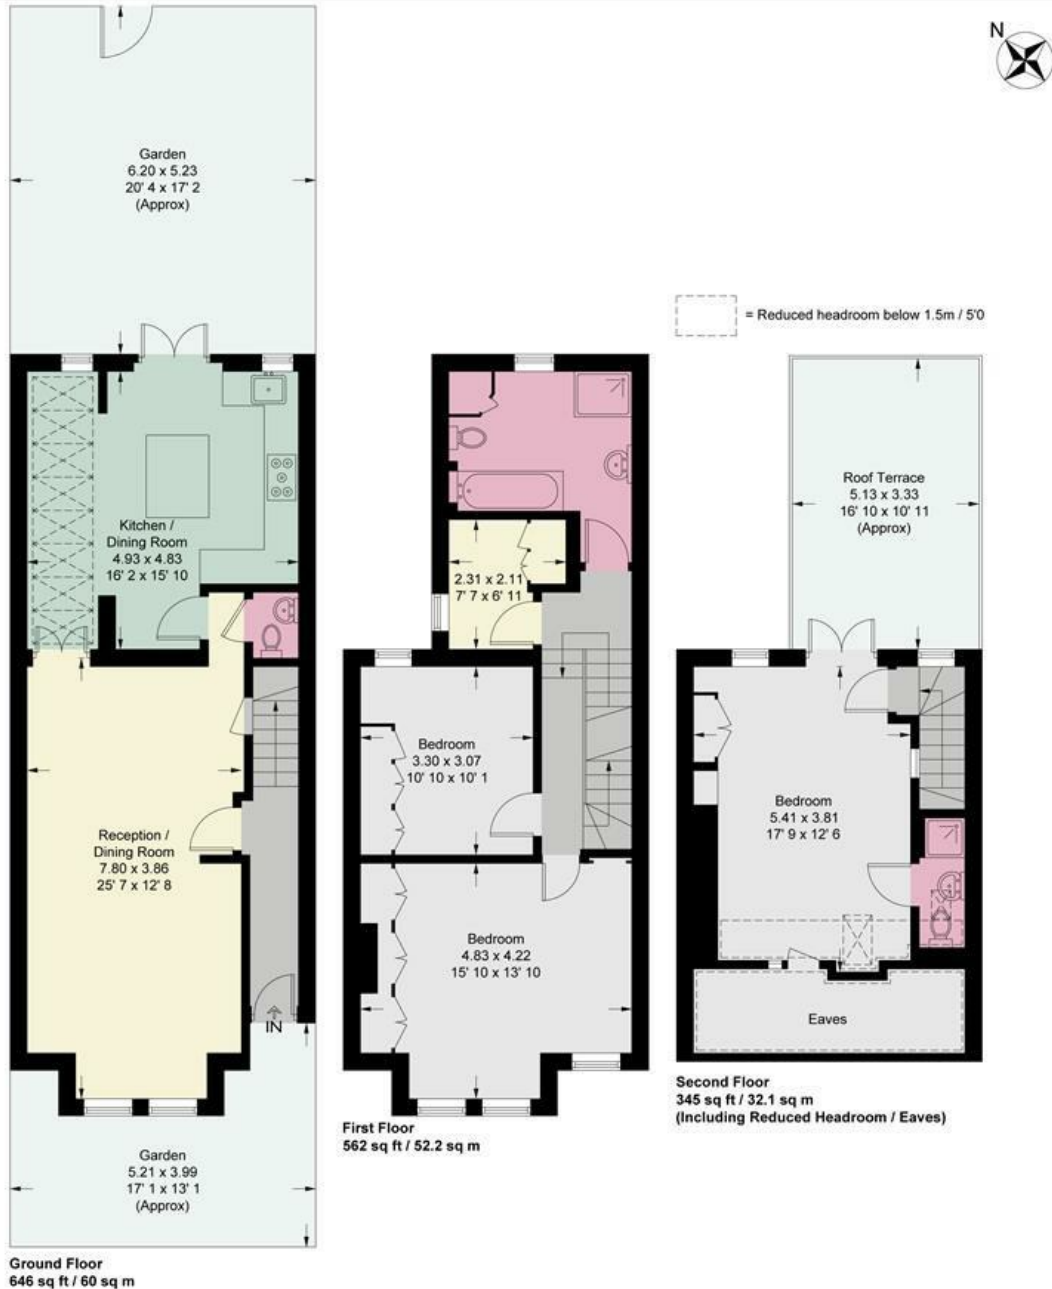 N
Garden
6.20 x 5.23
20' 4 x 17' 2
(Approx)
= Reduced headroom below 1.5m / 5'0
Kitchen /
Dining Room
4.93 x 4.83
16' 2 x 15' 10
Reception /
Dining Room
7.80 x 3.86
25' 7 x 12' 8
IN
Garden
5.21 x 3.99
17' 1 x 13' 1
(Approx)
Ground Floor
646 sq ft / 60 sq m
2.31 x 2.11
7' 7 x 6' 11
Bedroom
3.30 x 3.07
10' 10 x 10' 1
Bedroom
4.83 x 4.22
15' 10 x 13' 10
First Floor
562 sq ft / 52.2 sq m
Roof Terrace
5.13 x 3.33
16' 10 x 10' 11
(Approx)
Bedroom
5.41 x 3.81
17' 9 x 12' 6
Eaves
Second Floor
345 sq ft / 32.1 sq m
(Including Reduced Headroom / Eaves)